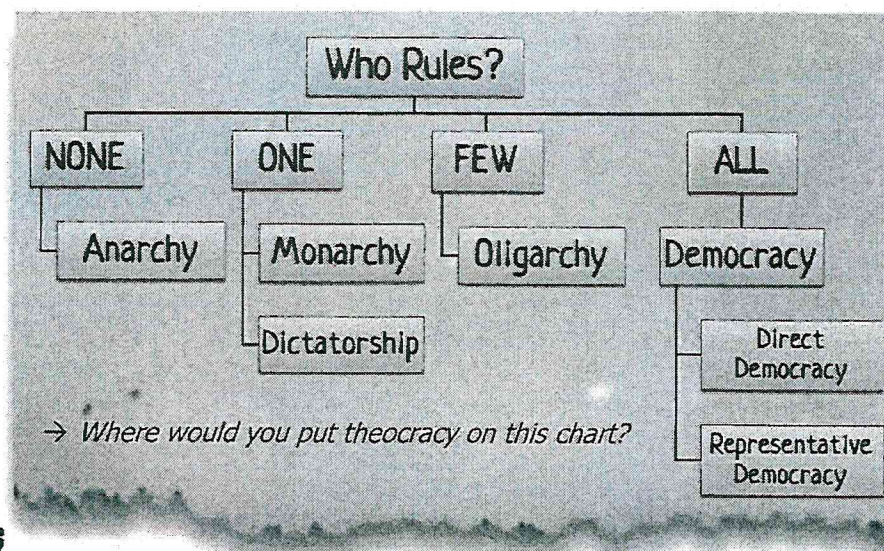 Who Rules?
NONE
ONE
FEW
ALL
Anarchy
Monarchy
Oligarchy
Democracy
Dictatorship
Direct
Democracy
→ Where would you put theocracy on this chart?
Representative
Democracy